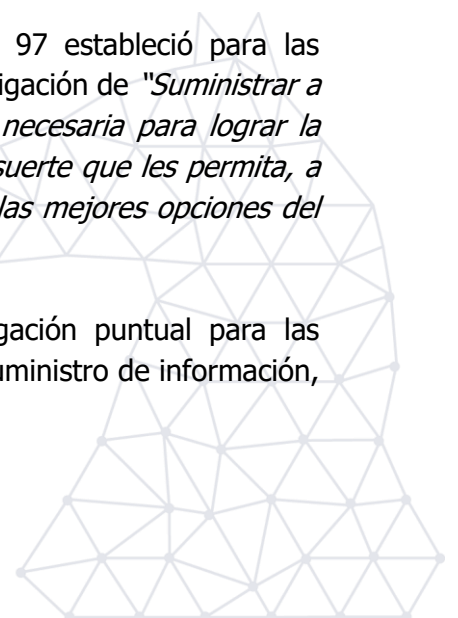 97 estableció para las
igación de "Suministrar a
necesaria para lograr la
suerte que les permita, a
las mejores opciones del
gación puntual para las
uministro de información,